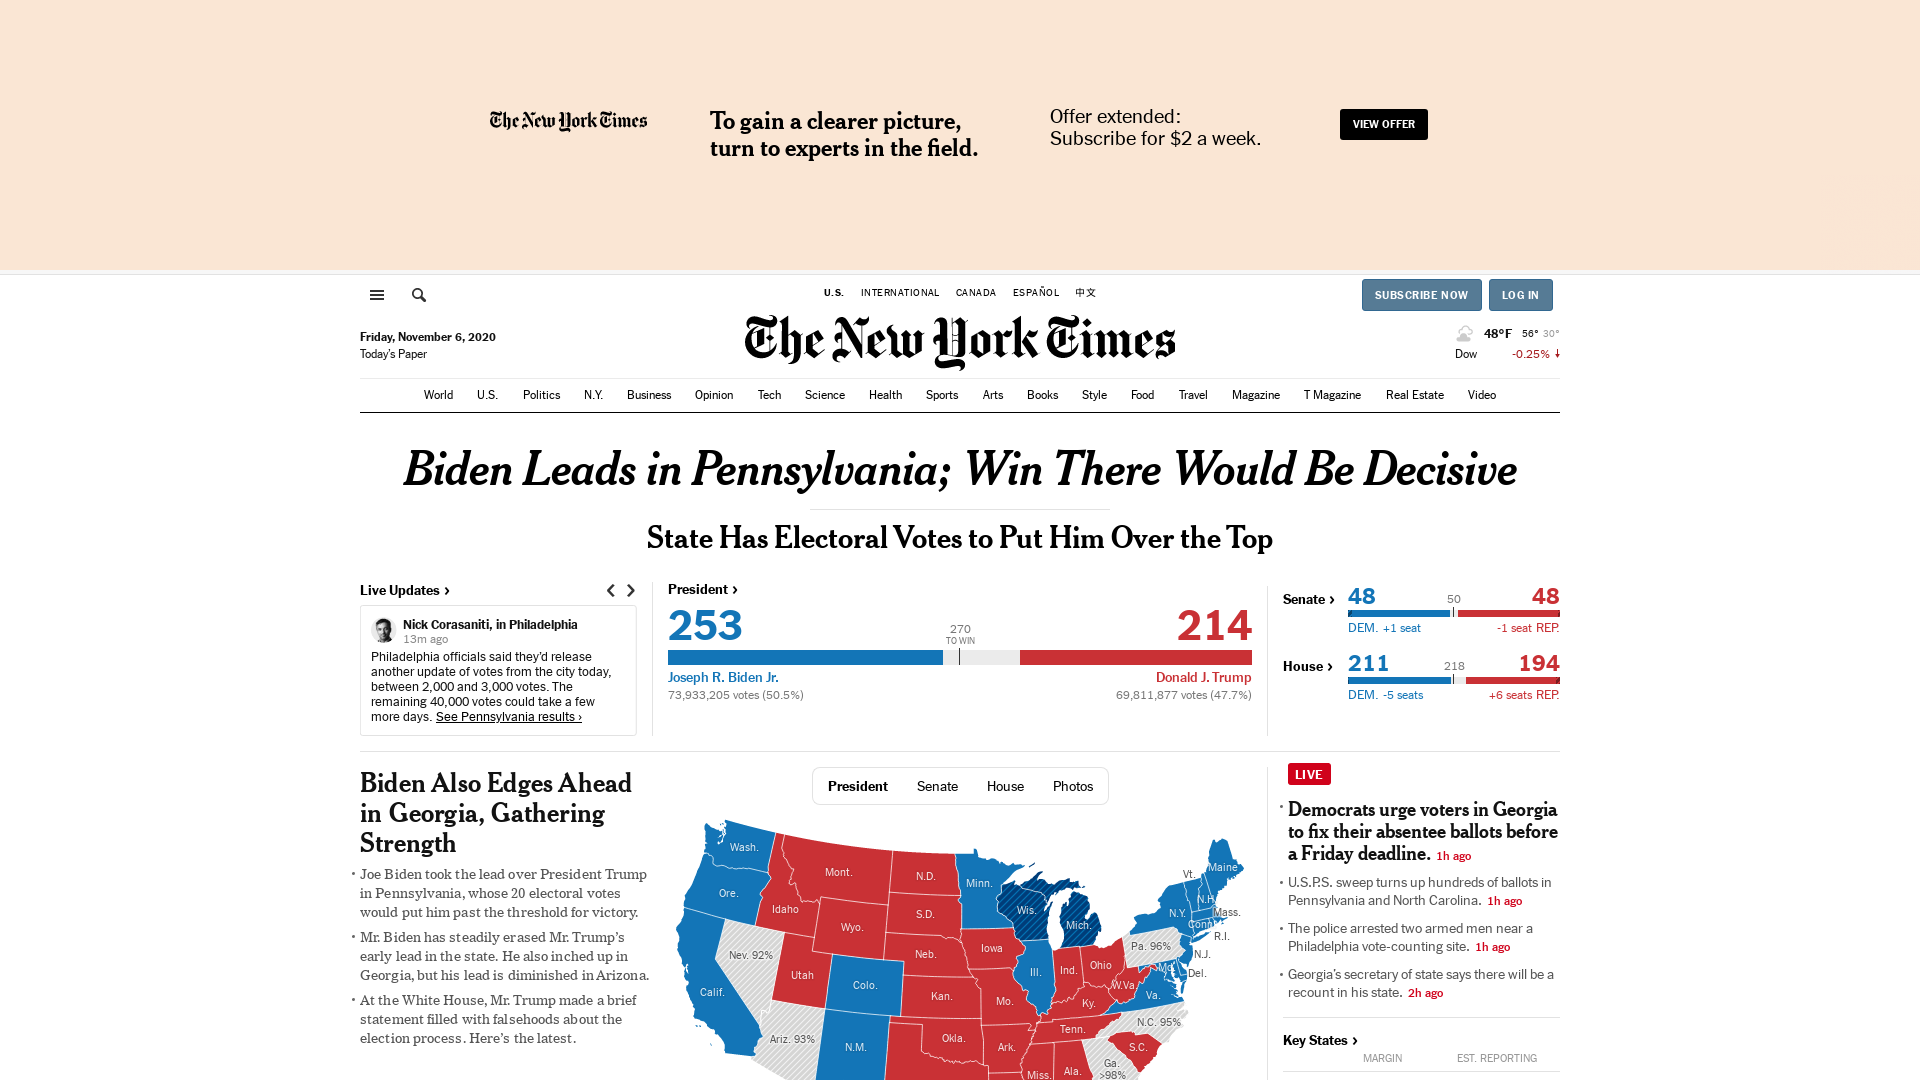 The New York Times
To gain a clearer picture,
turn to experts in the field.
Offer extended:
Subscribe for $2 a week.
VIEW OFFER
U.S. INTERNATIONAL CANADA ESPAÑOL 中文
SUBSCRIBE NOW LOG IN
Friday, November 6, 2020
Today's Paper
The New York Times
48°F 56° 30°
Dow -0.25% ↓
World U.S. Politics N.Y. Business Opinion Tech Science Health Sports Arts Books Style Food Travel Magazine T Magazine Real Estate Video
Biden Leads in Pennsylvania; Win There Would Be Decisive
State Has Electoral Votes to Put Him Over the Top
Live Updates ›
Nick Corasaniti, in Philadelphia
13m ago
Philadelphia officials said they'd release
another update of votes from the city today,
between 2,000 and 3,000 votes. The
remaining 40,000 votes could take a few
more days. See Pennsylvania results ›
President ›
253 214
270
TO WIN
Joseph R. Biden Jr. Donald J. Trump
73,933,205 votes (50.5%) 69,811,877 votes (47.7%)
Senate › 48 50 48
DEM. +1 seat -1 seat REP.
House › 211 218 194
DEM. -5 seats +6 seats REP.
Biden Also Edges Ahead
in Georgia, Gathering
Strength
• Joe Biden took the lead over President Trump
in Pennsylvania, whose 20 electoral votes
would put him past the threshold for victory.
• Mr. Biden has steadily erased Mr. Trump's
early lead in the state. He also inched up in
Georgia, but his lead is diminished in Arizona.
• At the White House, Mr. Trump made a brief
statement filled with falsehoods about the
election process. Here's the latest.
President Senate House Photos
Wash.
Ore.
Idaho
Mont.
Wyo.
N.D.
S.D.
Neb.
Minn.
Iowa
Wis.
Mich.
Nev. 92%
Utah
Colo.
Kan.
Mo.
Ill.
Ind.
Ohio
Pa. 96%
N.Y.
Vt.
Maine
N.H.
Mass.
Conn.
R.I.
N.J.
Del.
Md.
W.Va.
Va.
Ky.
Calif.
Ariz. 93%
N.M.
Okla.
Ark.
Tenn.
N.C. 95%
S.C.
Miss.
Ala.
Ga.
>98%
LIVE
• Democrats urge voters in Georgia
to fix their absentee ballots before
a Friday deadline. 1h ago
• U.S.P.S. sweep turns up hundreds of ballots in
Pennsylvania and North Carolina. 1h ago
• The police arrested two armed men near a
Philadelphia vote-counting site. 1h ago
• Georgia's secretary of state says there will be a
recount in his state. 2h ago
Key States ›
MARGIN EST. REPORTING